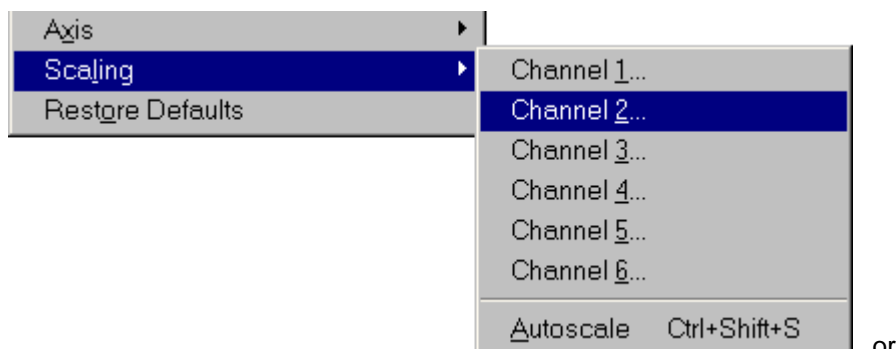 Axis
Scaling
Restore Defaults
Channel 1...
Channel 2...
Channel 3...
Channel 4...
Channel 5...
Channel 6...
Autoscale Ctrl+Shift+S
or